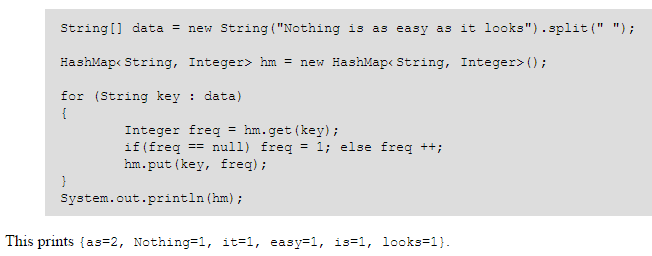 String[] data = new String("Nothing is as easy as it looks").split(" ");
HashMap< String, Integer> hm = new HashMap< String, Integer>();
for (String key : data)
{
Integer freq = hm.get(key);
if(freq == null) freq = 1; else freq ++;
hm.put(key, freq);
}
System.out.println(hm);
This prints {as=2, Nothing=1, it=1, easy=1, is=1, looks=1}.